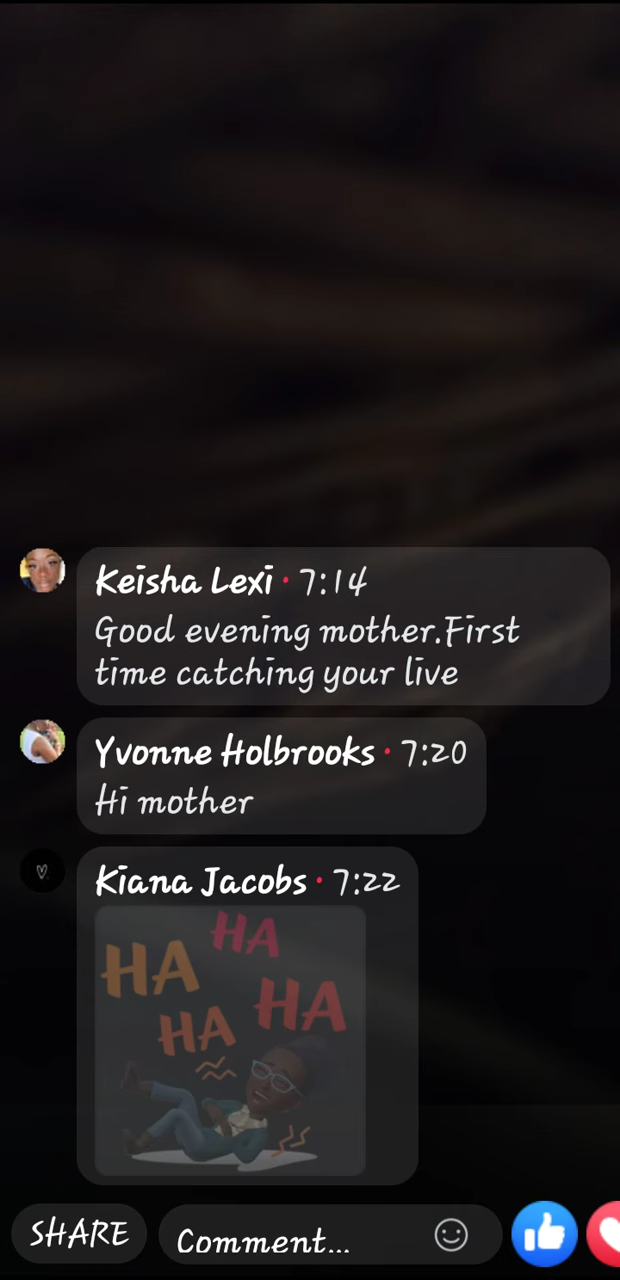 Keisha Lexi · 7:14
Good evening mother.First
time catching your live
Yvonne Holbrooks · 7:20
Hi mother
Kiana Jacobs · 7:22
HA
HA
HA
HA
SHARE
Comment...